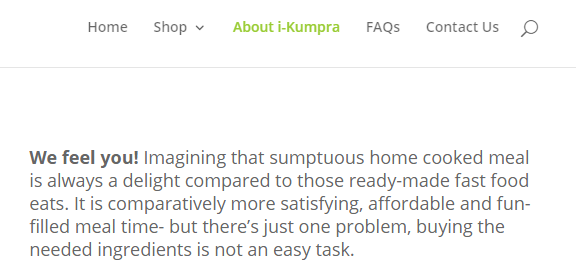 Home Shop About i-Kumpra FAQs Contact Us
We feel you! Imagining that sumptuous home cooked meal
is always a delight compared to those ready-made fast food
eats. It is comparatively more satisfying, affordable and fun-
filled meal time- but there’s just one problem, buying the
needed ingredients is not an easy task.